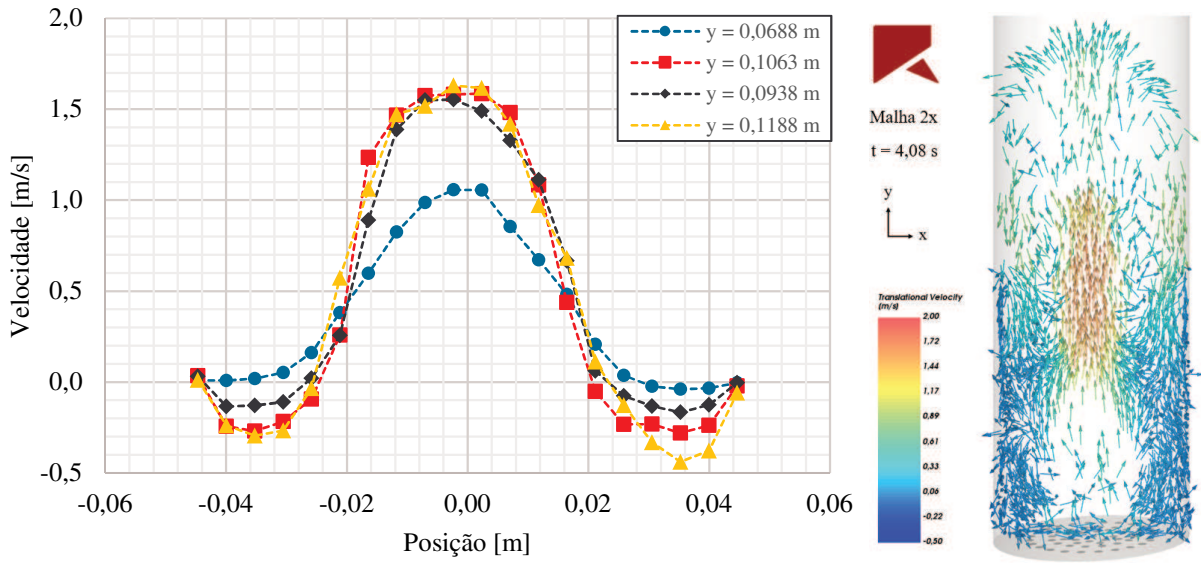 2,0
1,5
1,0
0,5
0,0
-0,5
Velocidade [m/s]
-0,06
-0,04
-0,02
0,00
0,02
0,04
0,06
Posição [m]
y = 0,0688 m
y = 0,1063 m
y = 0,0938 m
y = 0,1188 m
Malha 2x
t = 4,08 s
y
x
Translational Velocity
(m/s)
2,00
1,72
1,44
1,17
0,89
0,61
0,33
0,06
-0,22
-0,50